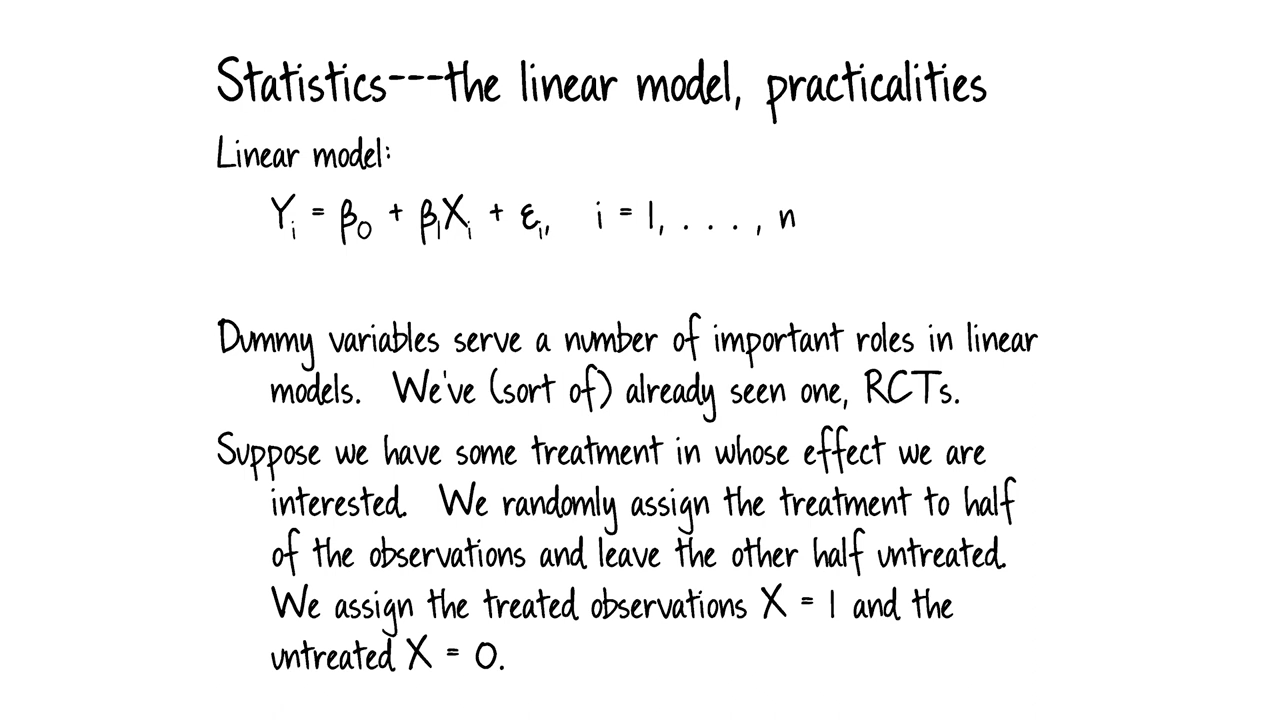 Statistics---the linear model, practicalities
Linear model:
Yᵢ = β₀ + β₁Xᵢ + εᵢ, i = 1, . . . , n
Dummy variables serve a number of important roles in linear
models. We've (sort of) already seen one, RCTs.
Suppose we have some treatment in whose effect we are
interested. We randomly assign the treatment to half
of the observations and leave the other half untreated.
We assign the treated observations X = 1 and the
untreated X = 0.